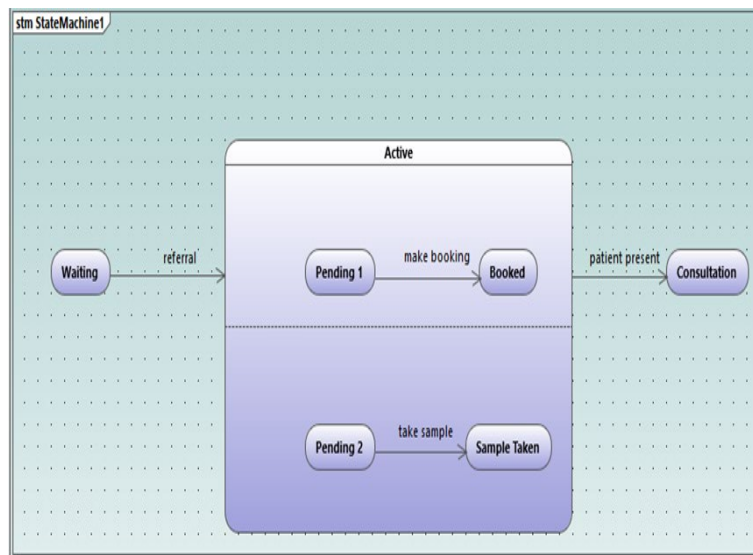 stm StateMachine1
Active
Waiting
referral
Pending 1
make booking
Booked
patient present
Consultation
Pending 2
take sample
Sample Taken